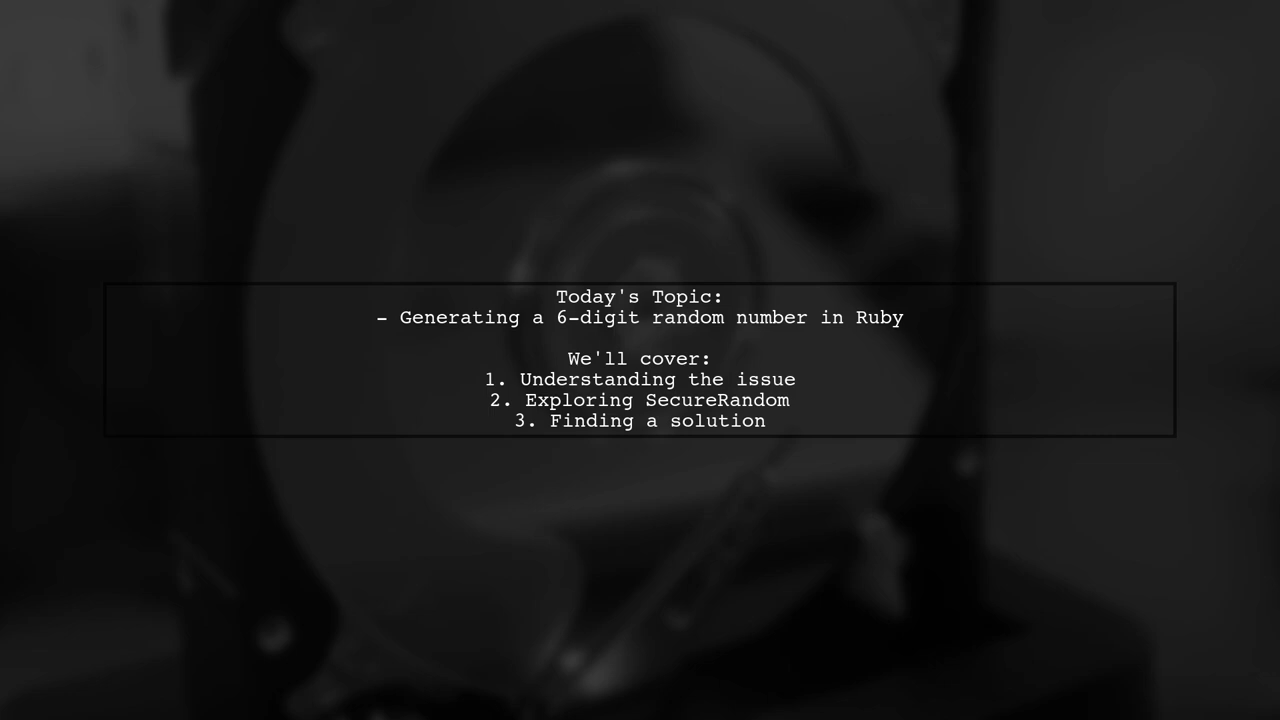 Today's Topic:
- Generating a 6-digit random number in Ruby
We'll cover:
1. Understanding the issue
2. Exploring SecureRandom
3. Finding a solution